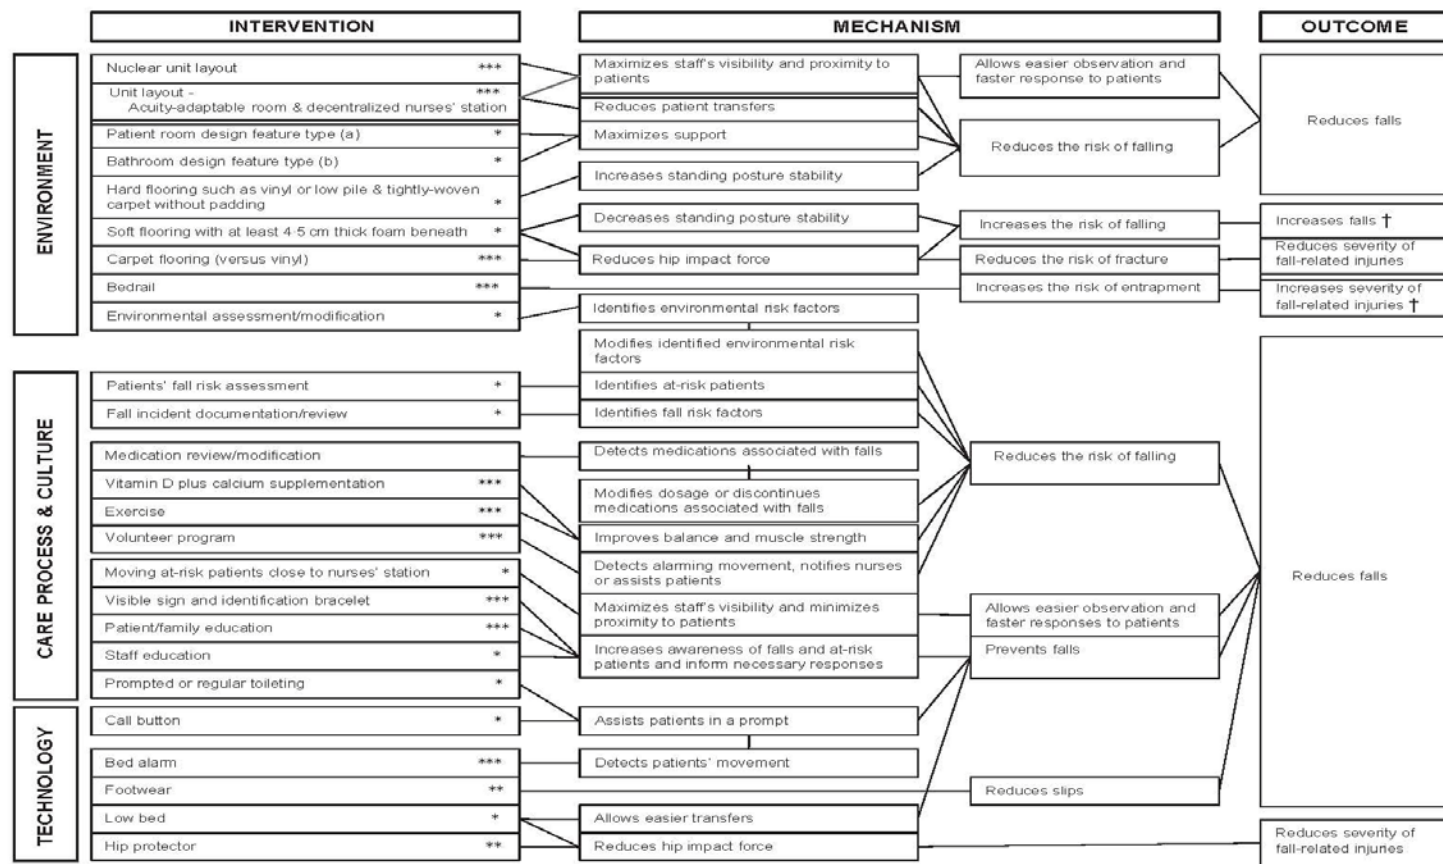 INTERVENTION
MECHANISM
OUTCOME
ENVIRONMENT
Nuclear unit layout ***
Unit layout - ***
Acuity-adaptable room & decentralized nurses' station
Patient room design feature type (a) *
Bathroom design feature type (b) *
Hard flooring such as vinyl or low pile & tightly-woven
carpet without padding *
Soft flooring with at least 4-5 cm thick foam beneath *
Carpet flooring (versus vinyl) ***
Bedrail ***
Environmental assessment/modification *
Maximizes staff's visibility and proximity to
patients
Reduces patient transfers
Maximizes support
Increases standing posture stability
Decreases standing posture stability
Reduces hip impact force
Identifies environmental risk factors
Allows easier observation and
faster response to patients
Reduces the risk of falling
Increases the risk of falling
Reduces the risk of fracture
Increases the risk of entrapment
Reduces falls
Increases falls †
Reduces severity of
fall-related injuries
Increases severity of
fall-related injuries †
CARE PROCESS & CULTURE
Patients' fall risk assessment *
Fall incident documentation/review *
Medication review/modification
Vitamin D plus calcium supplementation ***
Exercise ***
Volunteer program ***
Moving at-risk patients close to nurses' station *
Visible sign and identification bracelet ***
Patient/family education ***
Staff education *
Prompted or regular toileting *
Modifies identified environmental risk
factors
Identifies at-risk patients
Identifies fall risk factors
Detects medications associated with falls
Modifies dosage or discontinues
medications associated with falls
Improves balance and muscle strength
Detects alarming movement, notifies nurses
or assists patients
Maximizes staff's visibility and minimizes
proximity to patients
Increases awareness of falls and at-risk
patients and inform necessary responses
Reduces the risk of falling
Allows easier observation and
faster responses to patients
Prevents falls
Reduces falls
TECHNOLOGY
Call button *
Bed alarm ***
Footwear **
Low bed *
Hip protector **
Assists patients in a prompt
Detects patients' movement
Allows easier transfers
Reduces hip impact force
Reduces slips
Reduces severity of
fall-related injuries